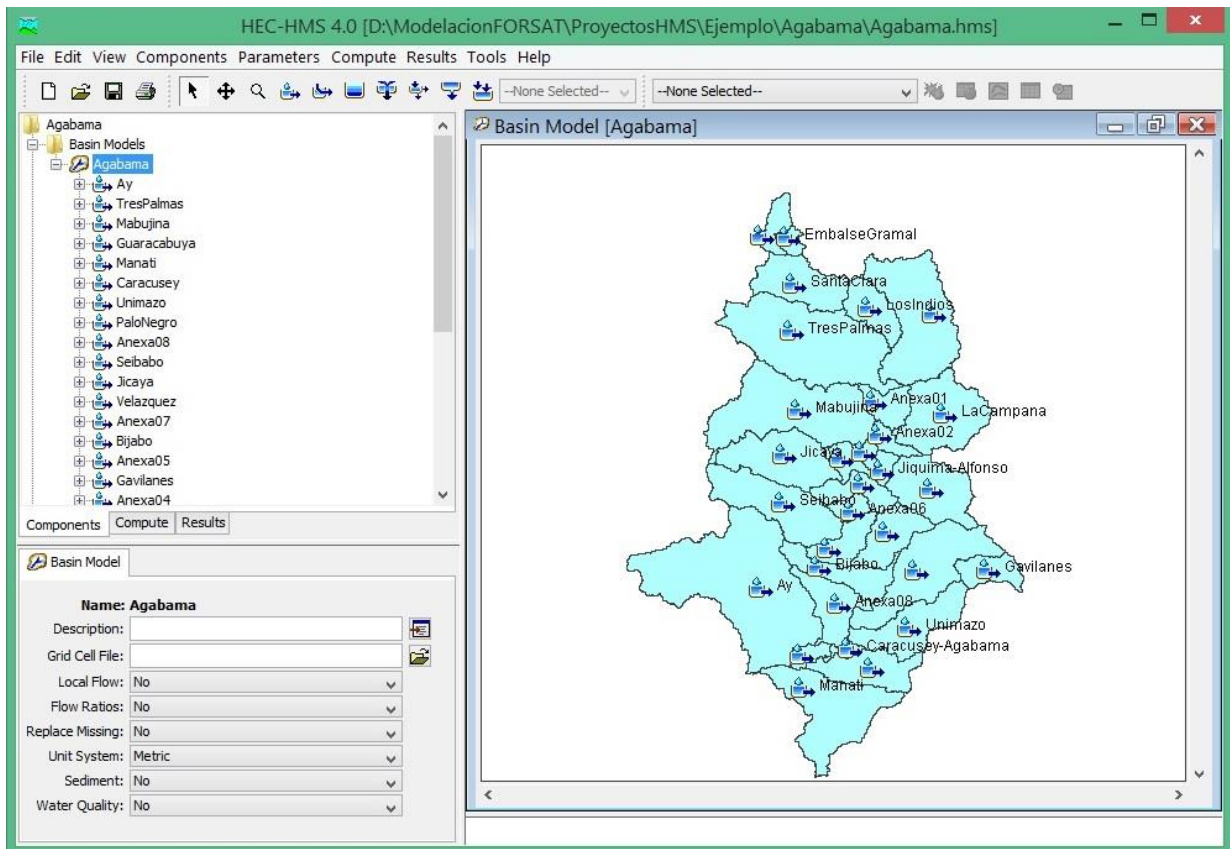 HEC-HMS 4.0 [D:\ModelacionFORSAT\ProyectosHMS\Ejemplo\Agabama\Agabama.hms]
File Edit View Components Parameters Compute Results Tools Help
--None Selected-- --None Selected--
Agabama
Basin Models
Agabama
Ay
TresPalmas
Mabujina
Guaracabuya
Manati
Caracusey
Unimazo
PaloNegro
Anexa08
Seibabo
Jicaya
Velazquez
Anexa07
Bijabo
Anexa05
Gavilanes
Anexa04
Components Compute Results
Basin Model
Name: Agabama
Description:
Grid Cell File:
Local Flow: No
Flow Ratios: No
Replace Missing: No
Unit System: Metric
Sediment: No
Water Quality: No
Basin Model [Agabama]
EmbalseGramal
SantaClara
LosIndios
TresPalmas
Mabujina
Anexa01
LaCampana
Anexa02
Jicaya
Jiquima-Alfonso
Seibabo
Anexa06
Bijabo
Gavilanes
Ay
Anexa08
Unimazo
Caracusey-Agabama
Manati